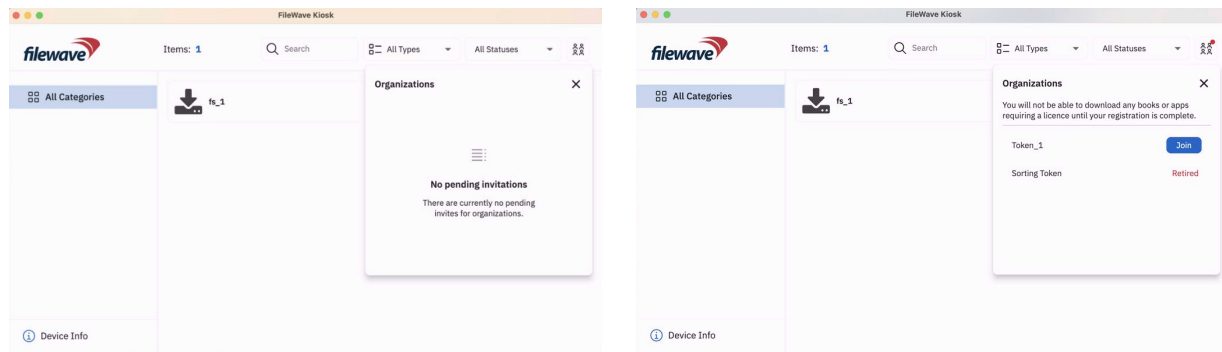 FileWave Kiosk
filewave
Items: 1
Search
All Types
All Statuses
All Categories
fs_1
Organizations
No pending invitations
There are currently no pending
invites for organizations.
Device Info
FileWave Kiosk
filewave
Items: 1
Search
All Types
All Statuses
All Categories
fs_1
Organizations
You will not be able to download any books or apps
requiring a licence until your registration is complete.
Token_1
Join
Sorting Token
Retired
Device Info